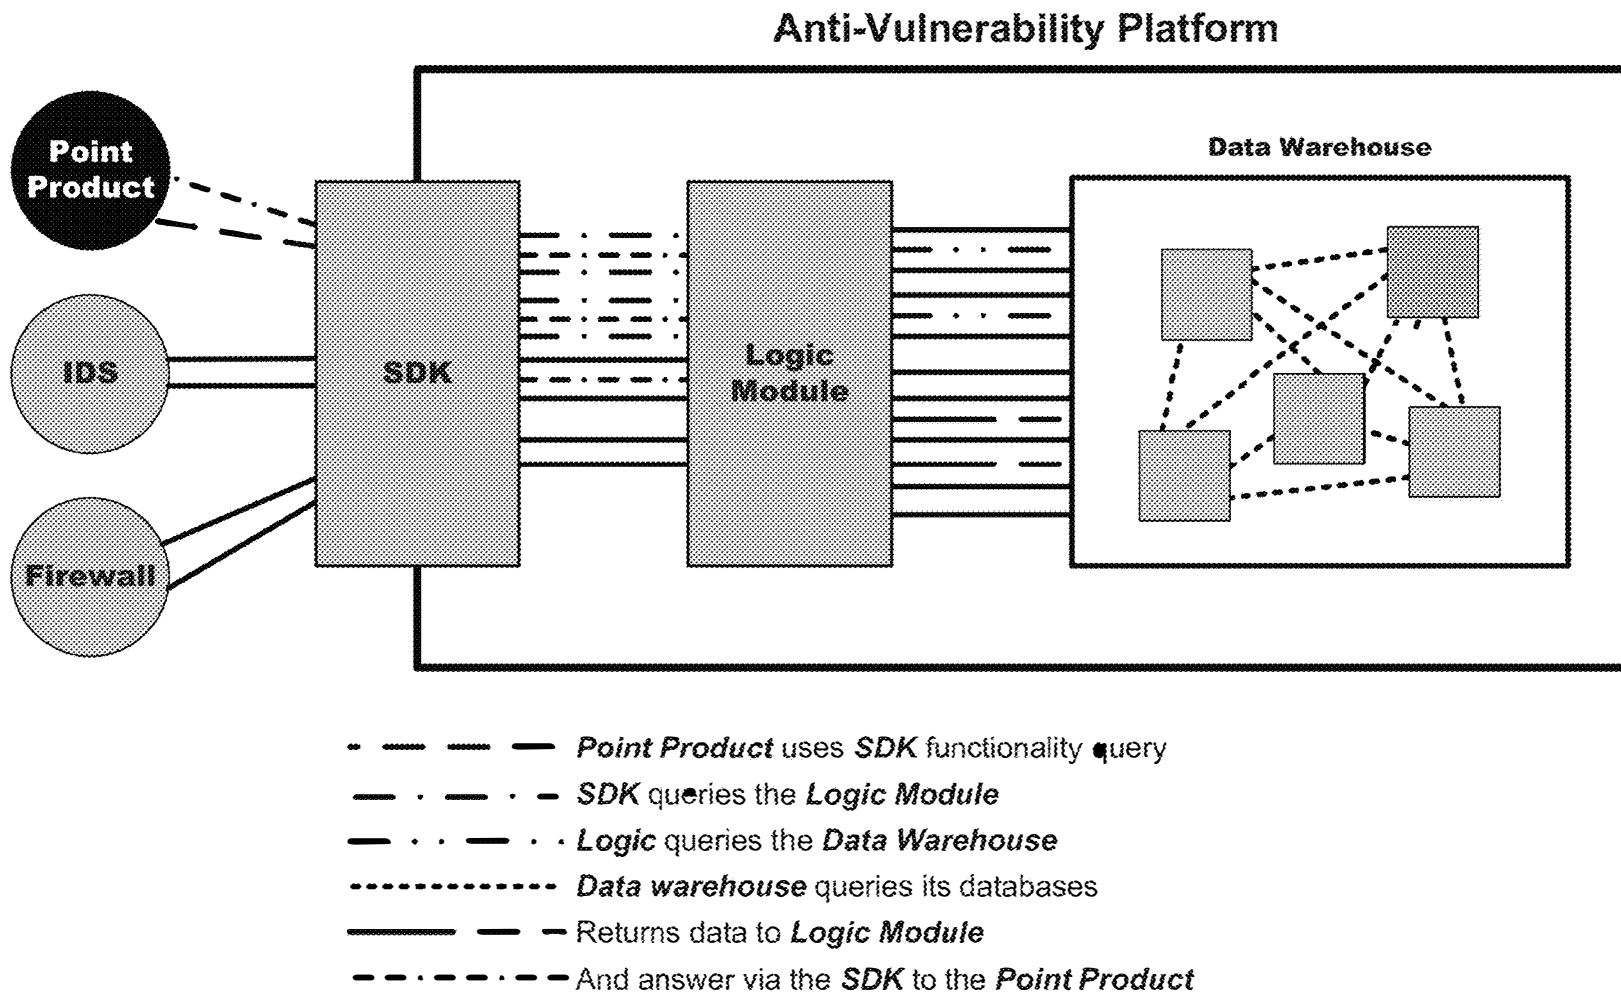 Anti-Vulnerability Platform
Data Warehouse
Point
Product
IDS
Firewall
SDK
Logic
Module
Point Product uses SDK functionality query
SDK queries the Logic Module
Logic queries the Data Warehouse
Data warehouse queries its databases
Returns data to Logic Module
And answer via the SDK to the Point Product